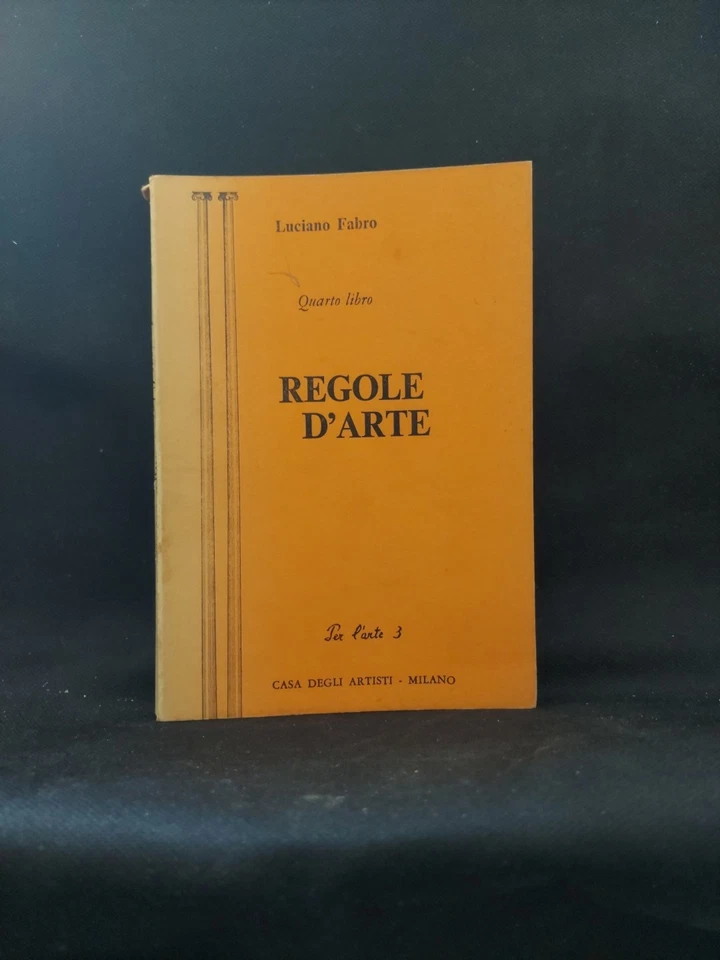 Luciano Fabro
Quarto libro
REGOLE
D'ARTE
Per l'arte 3
CASA DEGLI ARTISTI - MILANO